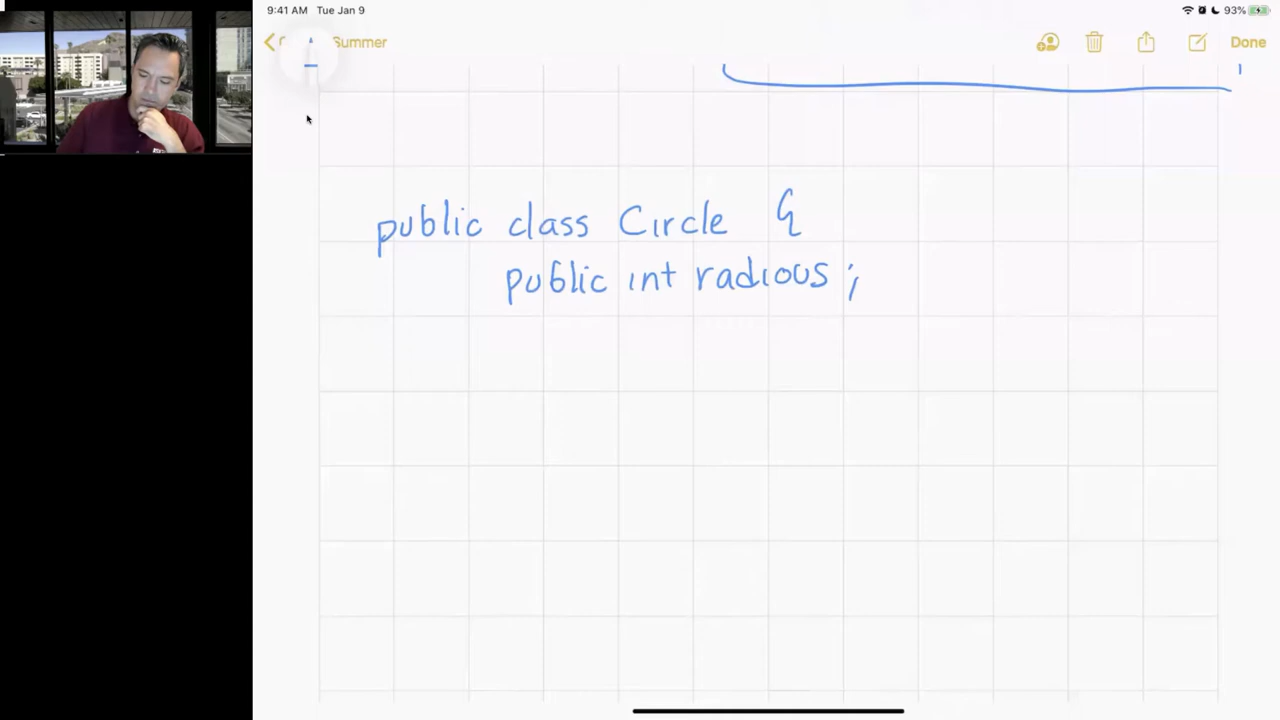 9:41 AM Tue Jan 9
93%
Summer
Done
public class Circle {
public int radious ;